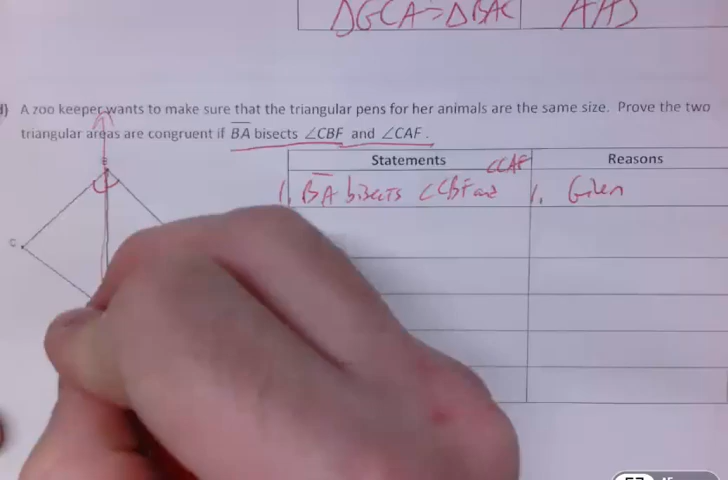 ΔGCA≅ΔBAC AAS
d) A zoo keeper wants to make sure that the triangular pens for her animals are the same size. Prove the two
triangular areas are congruent if BA bisects ∠CBF and ∠CAF.
Statements Reasons
∠CAF
1. BA bisects ∠CBF and 1. Given
B
C